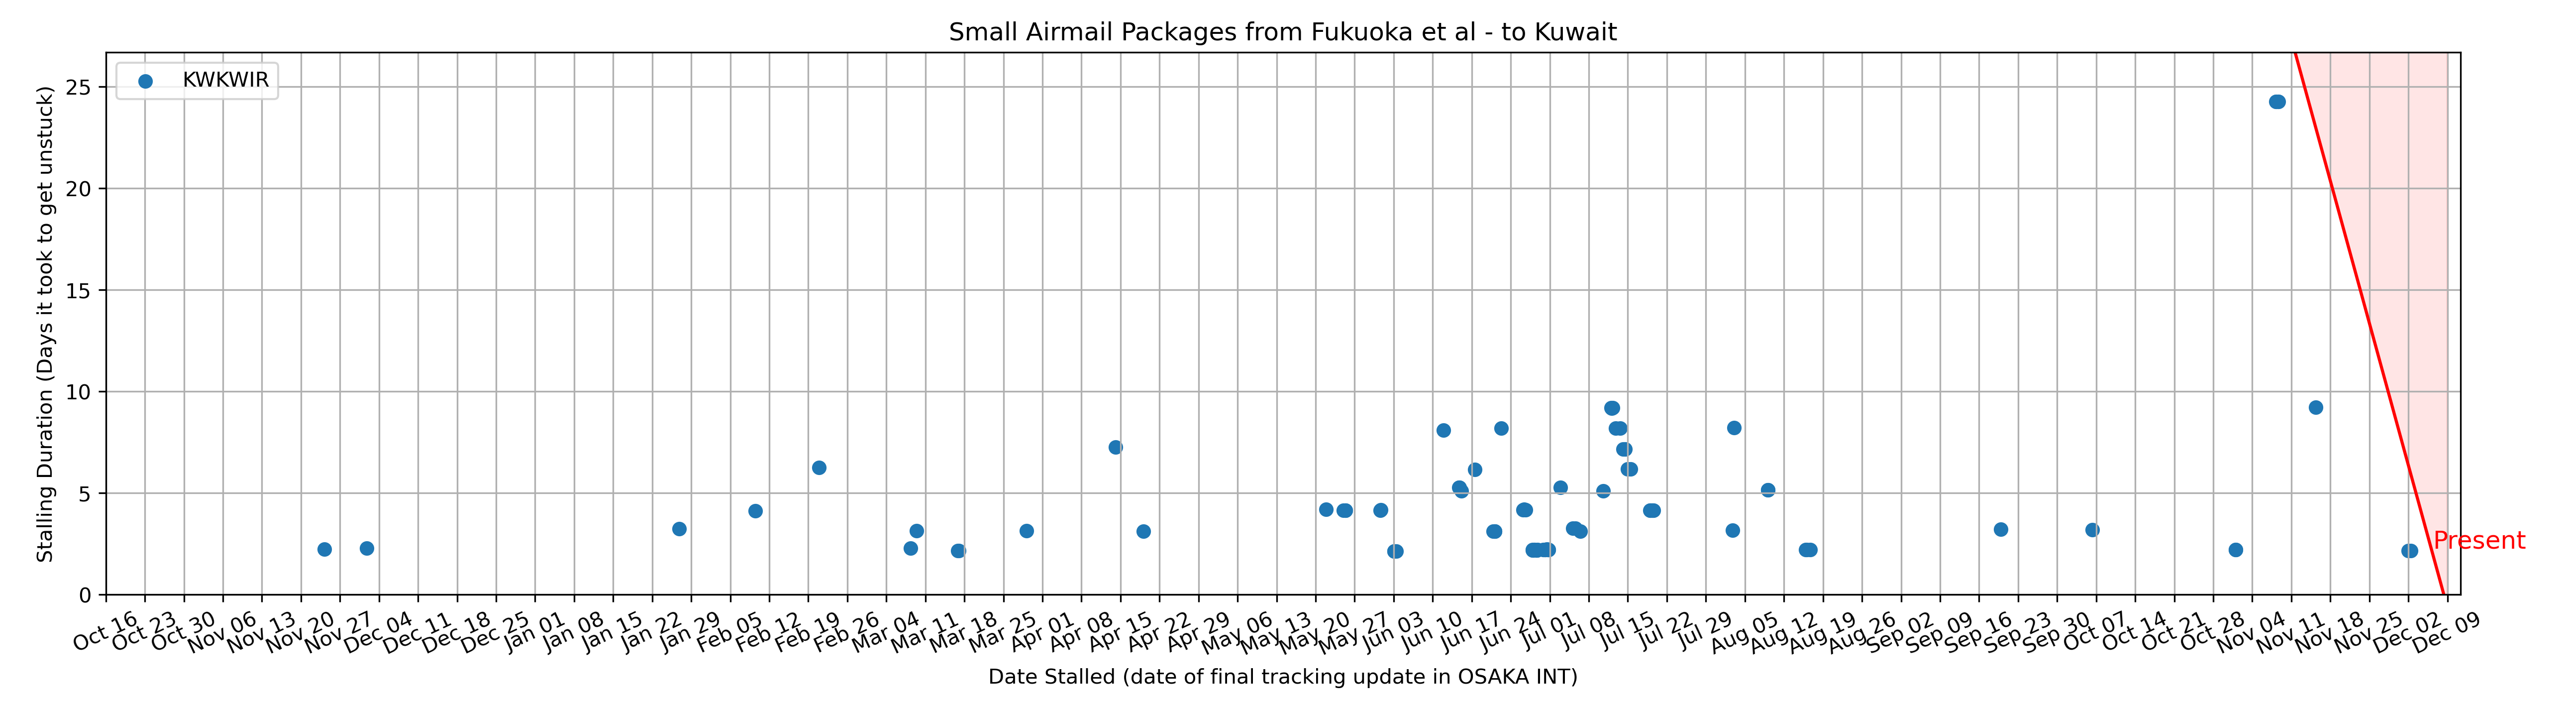 Small Airmail Packages from Fukuoka et al - to Kuwait
KWKWIR
Stalling Duration (Days it took to get unstuck)
25
20
15
10
5
0
Present
Oct 16
Oct 23
Oct 30
Nov 06
Nov 13
Nov 20
Nov 27
Dec 04
Dec 11
Dec 18
Dec 25
Jan 01
Jan 08
Jan 15
Jan 22
Jan 29
Feb 05
Feb 12
Feb 19
Feb 26
Mar 04
Mar 11
Mar 18
Mar 25
Apr 01
Apr 08
Apr 15
Apr 22
Apr 29
May 06
May 13
May 20
May 27
Jun 03
Jun 10
Jun 17
Jun 24
Jul 01
Jul 08
Jul 15
Jul 22
Jul 29
Aug 05
Aug 12
Aug 19
Aug 26
Sep 02
Sep 09
Sep 16
Sep 23
Sep 30
Oct 07
Oct 14
Oct 21
Oct 28
Nov 04
Nov 11
Nov 18
Nov 25
Dec 02
Dec 09
Date Stalled (date of final tracking update in OSAKA INT)